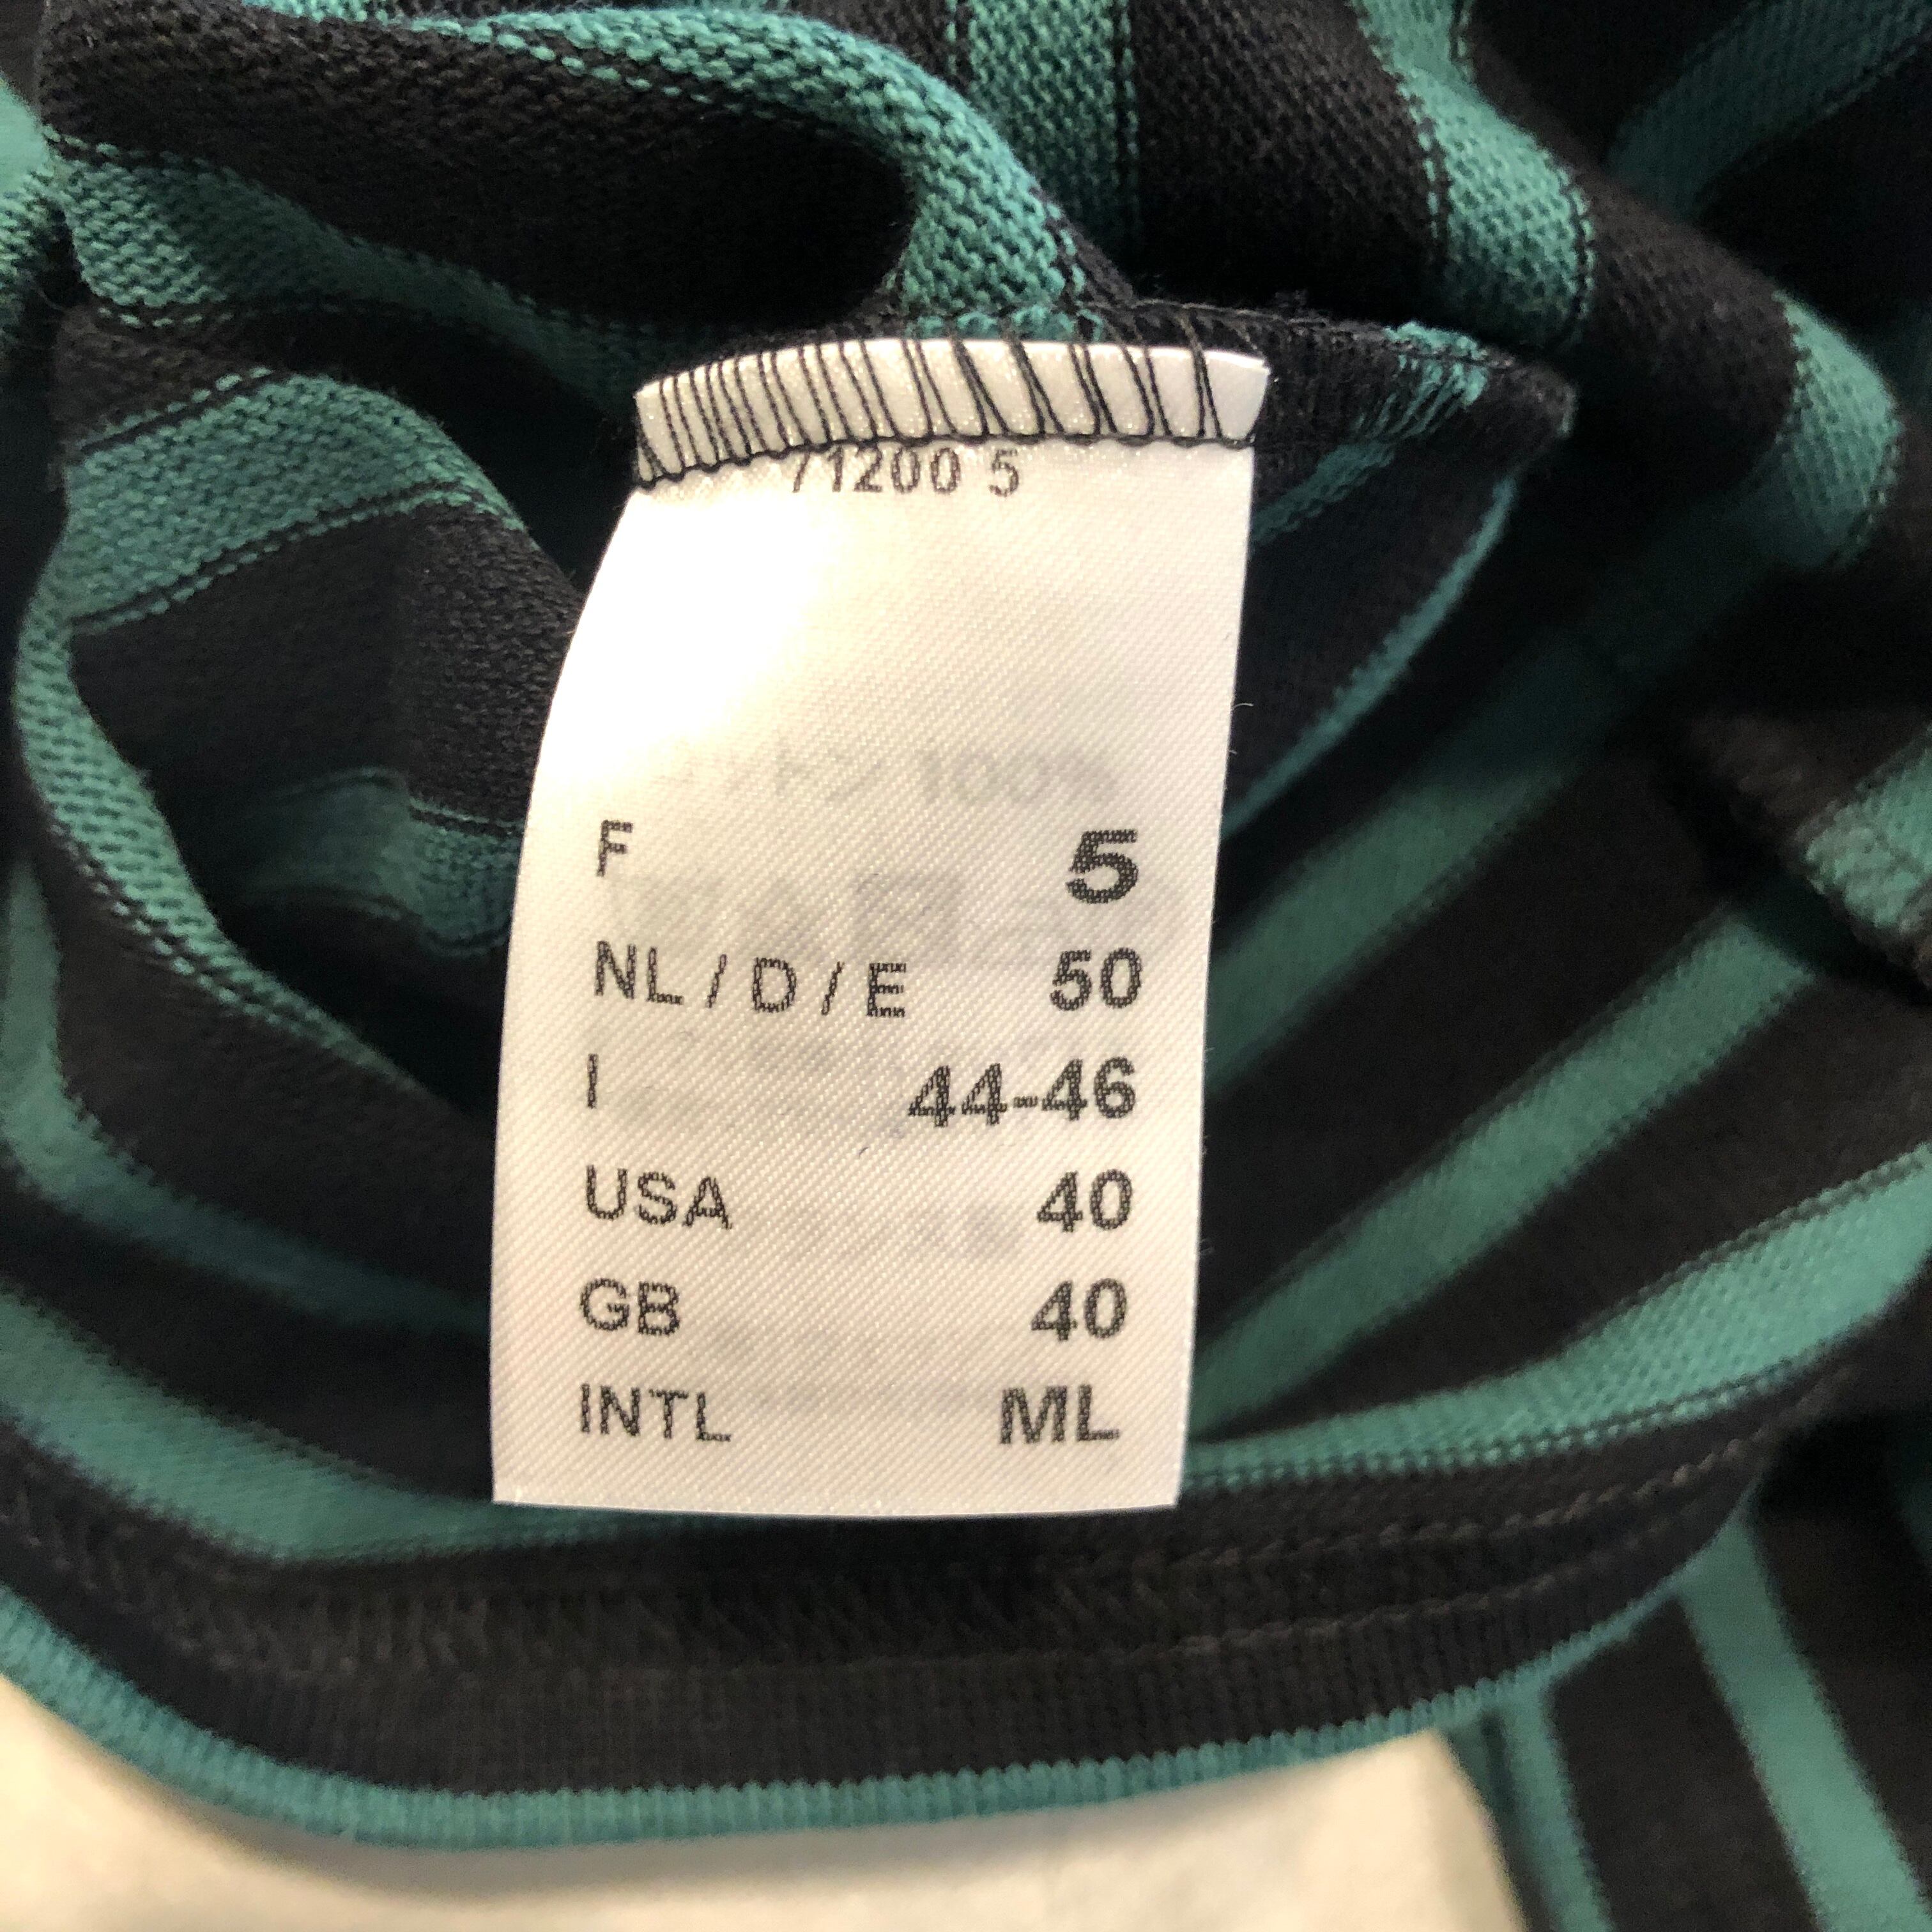 71200 5
F 5
NL / D / E 50
I 44-46
USA 40
GB 40
INTL ML